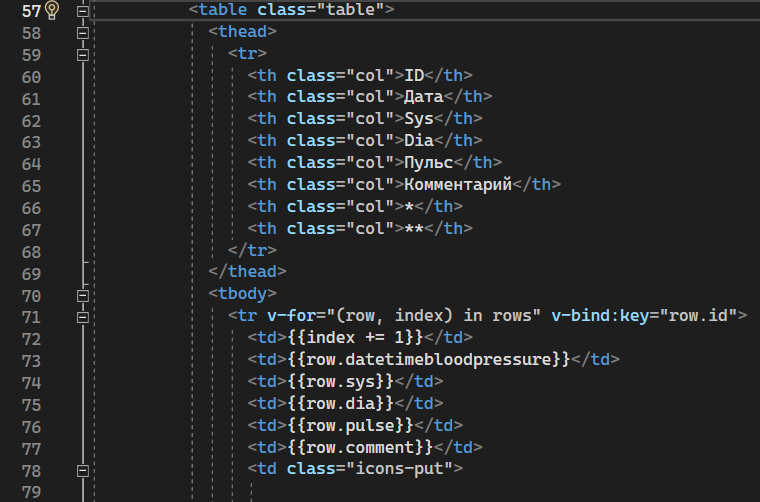 57 <table class="table">
58 <thead>
59 <tr>
60 <th class="col">ID</th>
61 <th class="col">Дата</th>
62 <th class="col">Sys</th>
63 <th class="col">Dia</th>
64 <th class="col">Пульс</th>
65 <th class="col">Комментарий</th>
66 <th class="col">*</th>
67 <th class="col">**</th>
68 </tr>
69 </thead>
70 <tbody>
71 <tr v-for="(row, index) in rows" v-bind:key="row.id">
72 <td>{{index += 1}}</td>
73 <td>{{row.datetimebloodpressure}}</td>
74 <td>{{row.sys}}</td>
75 <td>{{row.dia}}</td>
76 <td>{{row.pulse}}</td>
77 <td>{{row.comment}}</td>
78 <td class="icons-put">
79